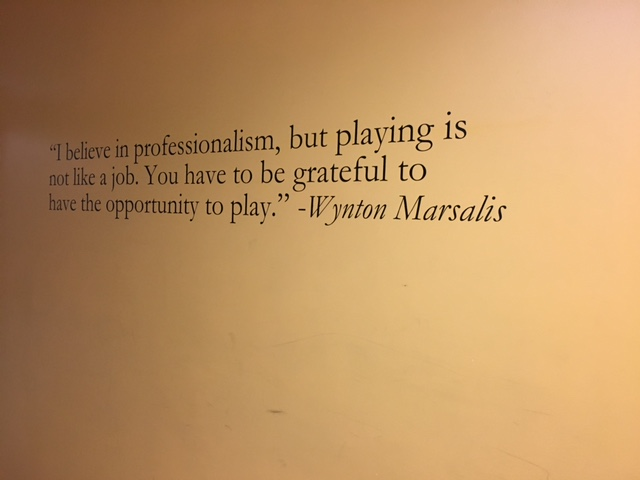 “I believe in professionalism, but playing is
not like a job. You have to be grateful to
have the opportunity to play.” -Wynton Marsalis